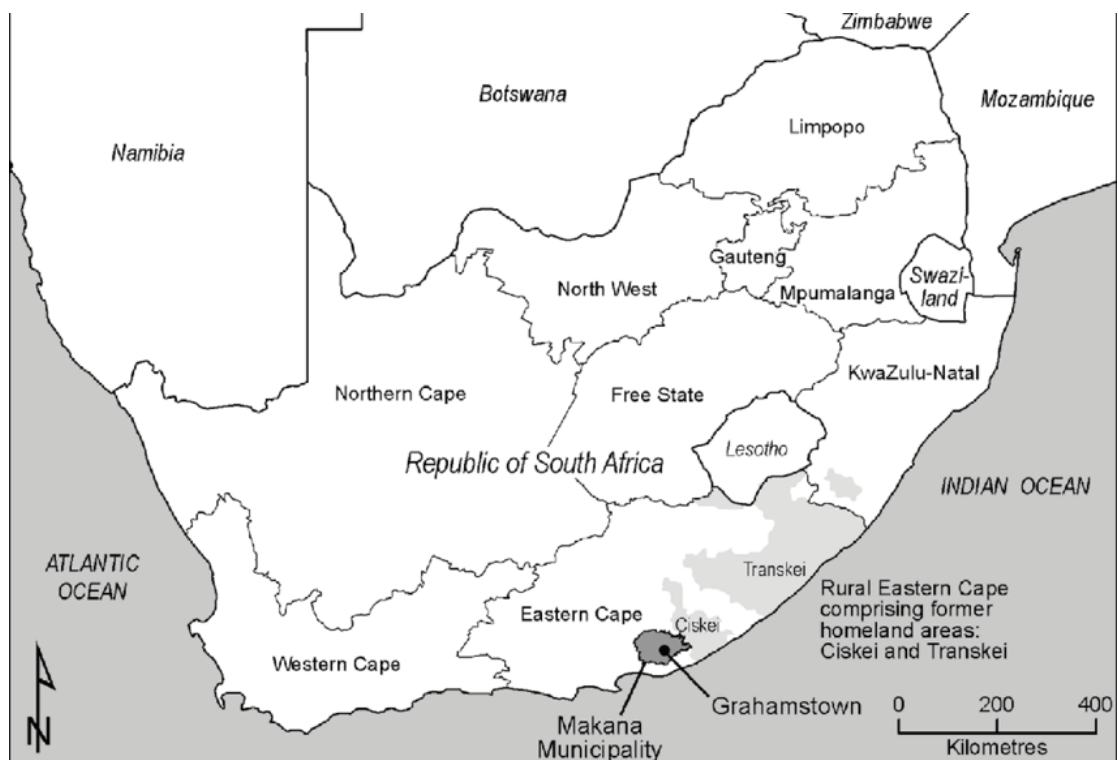 Zimbabwe
Botswana
Mozambique
Limpopo
Namibia
Gauteng
Swazi-
land
North West
Mpumalanga
KwaZulu-Natal
Northern Cape
Free State
Lesotho
Republic of South Africa
INDIAN OCEAN
ATLANTIC
OCEAN
Transkei
Rural Eastern Cape
comprising former
homeland areas:
Ciskei and Transkei
Eastern Cape
Ciskei
Western Cape
Grahamstown
Makana
Municipality
N
0 200 400
Kilometres